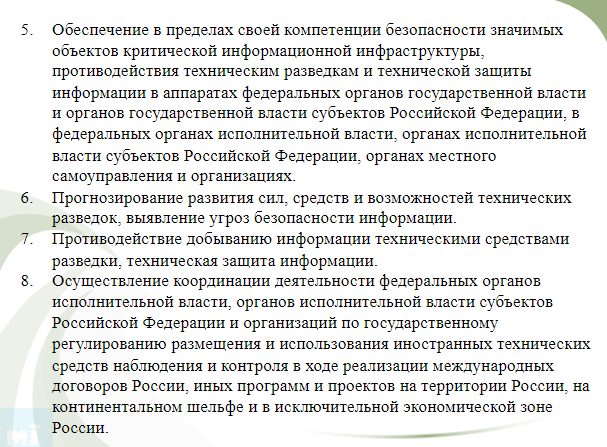 5. Обеспечение в пределах своей компетенции безопасности значимых
объектов критической информационной инфраструктуры,
противодействия техническим разведкам и технической защиты
информации в аппаратах федеральных органов государственной власти
и органов государственной власти субъектов Российской Федерации, в
федеральных органах исполнительной власти, органах исполнительной
власти субъектов Российской Федерации, органах местного
самоуправления и организациях.
6. Прогнозирование развития сил, средств и возможностей технических
разведок, выявление угроз безопасности информации.
7. Противодействие добыванию информации техническими средствами
разведки, техническая защита информации.
8. Осуществление координации деятельности федеральных органов
исполнительной власти, органов исполнительной власти субъектов
Российской Федерации и организаций по государственному
регулированию размещения и использования иностранных технических
средств наблюдения и контроля в ходе реализации международных
договоров России, иных программ и проектов на территории России, на
континентальном шельфе и в исключительной экономической зоне
России.